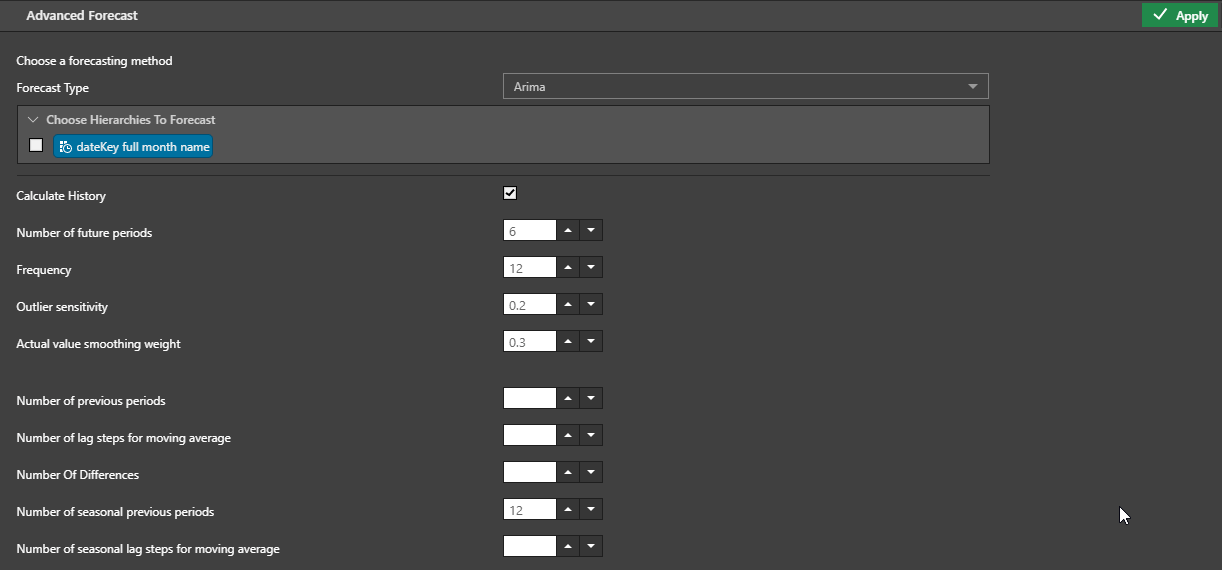 Advanced Forecast
Apply
Choose a forecasting method
Forecast Type
Arima
Choose Hierarchies To Forecast
dateKey full month name
Calculate History
Number of future periods
6
Frequency
12
Outlier sensitivity
0.2
Actual value smoothing weight
0.3
Number of previous periods
Number of lag steps for moving average
Number Of Differences
Number of seasonal previous periods
12
Number of seasonal lag steps for moving average